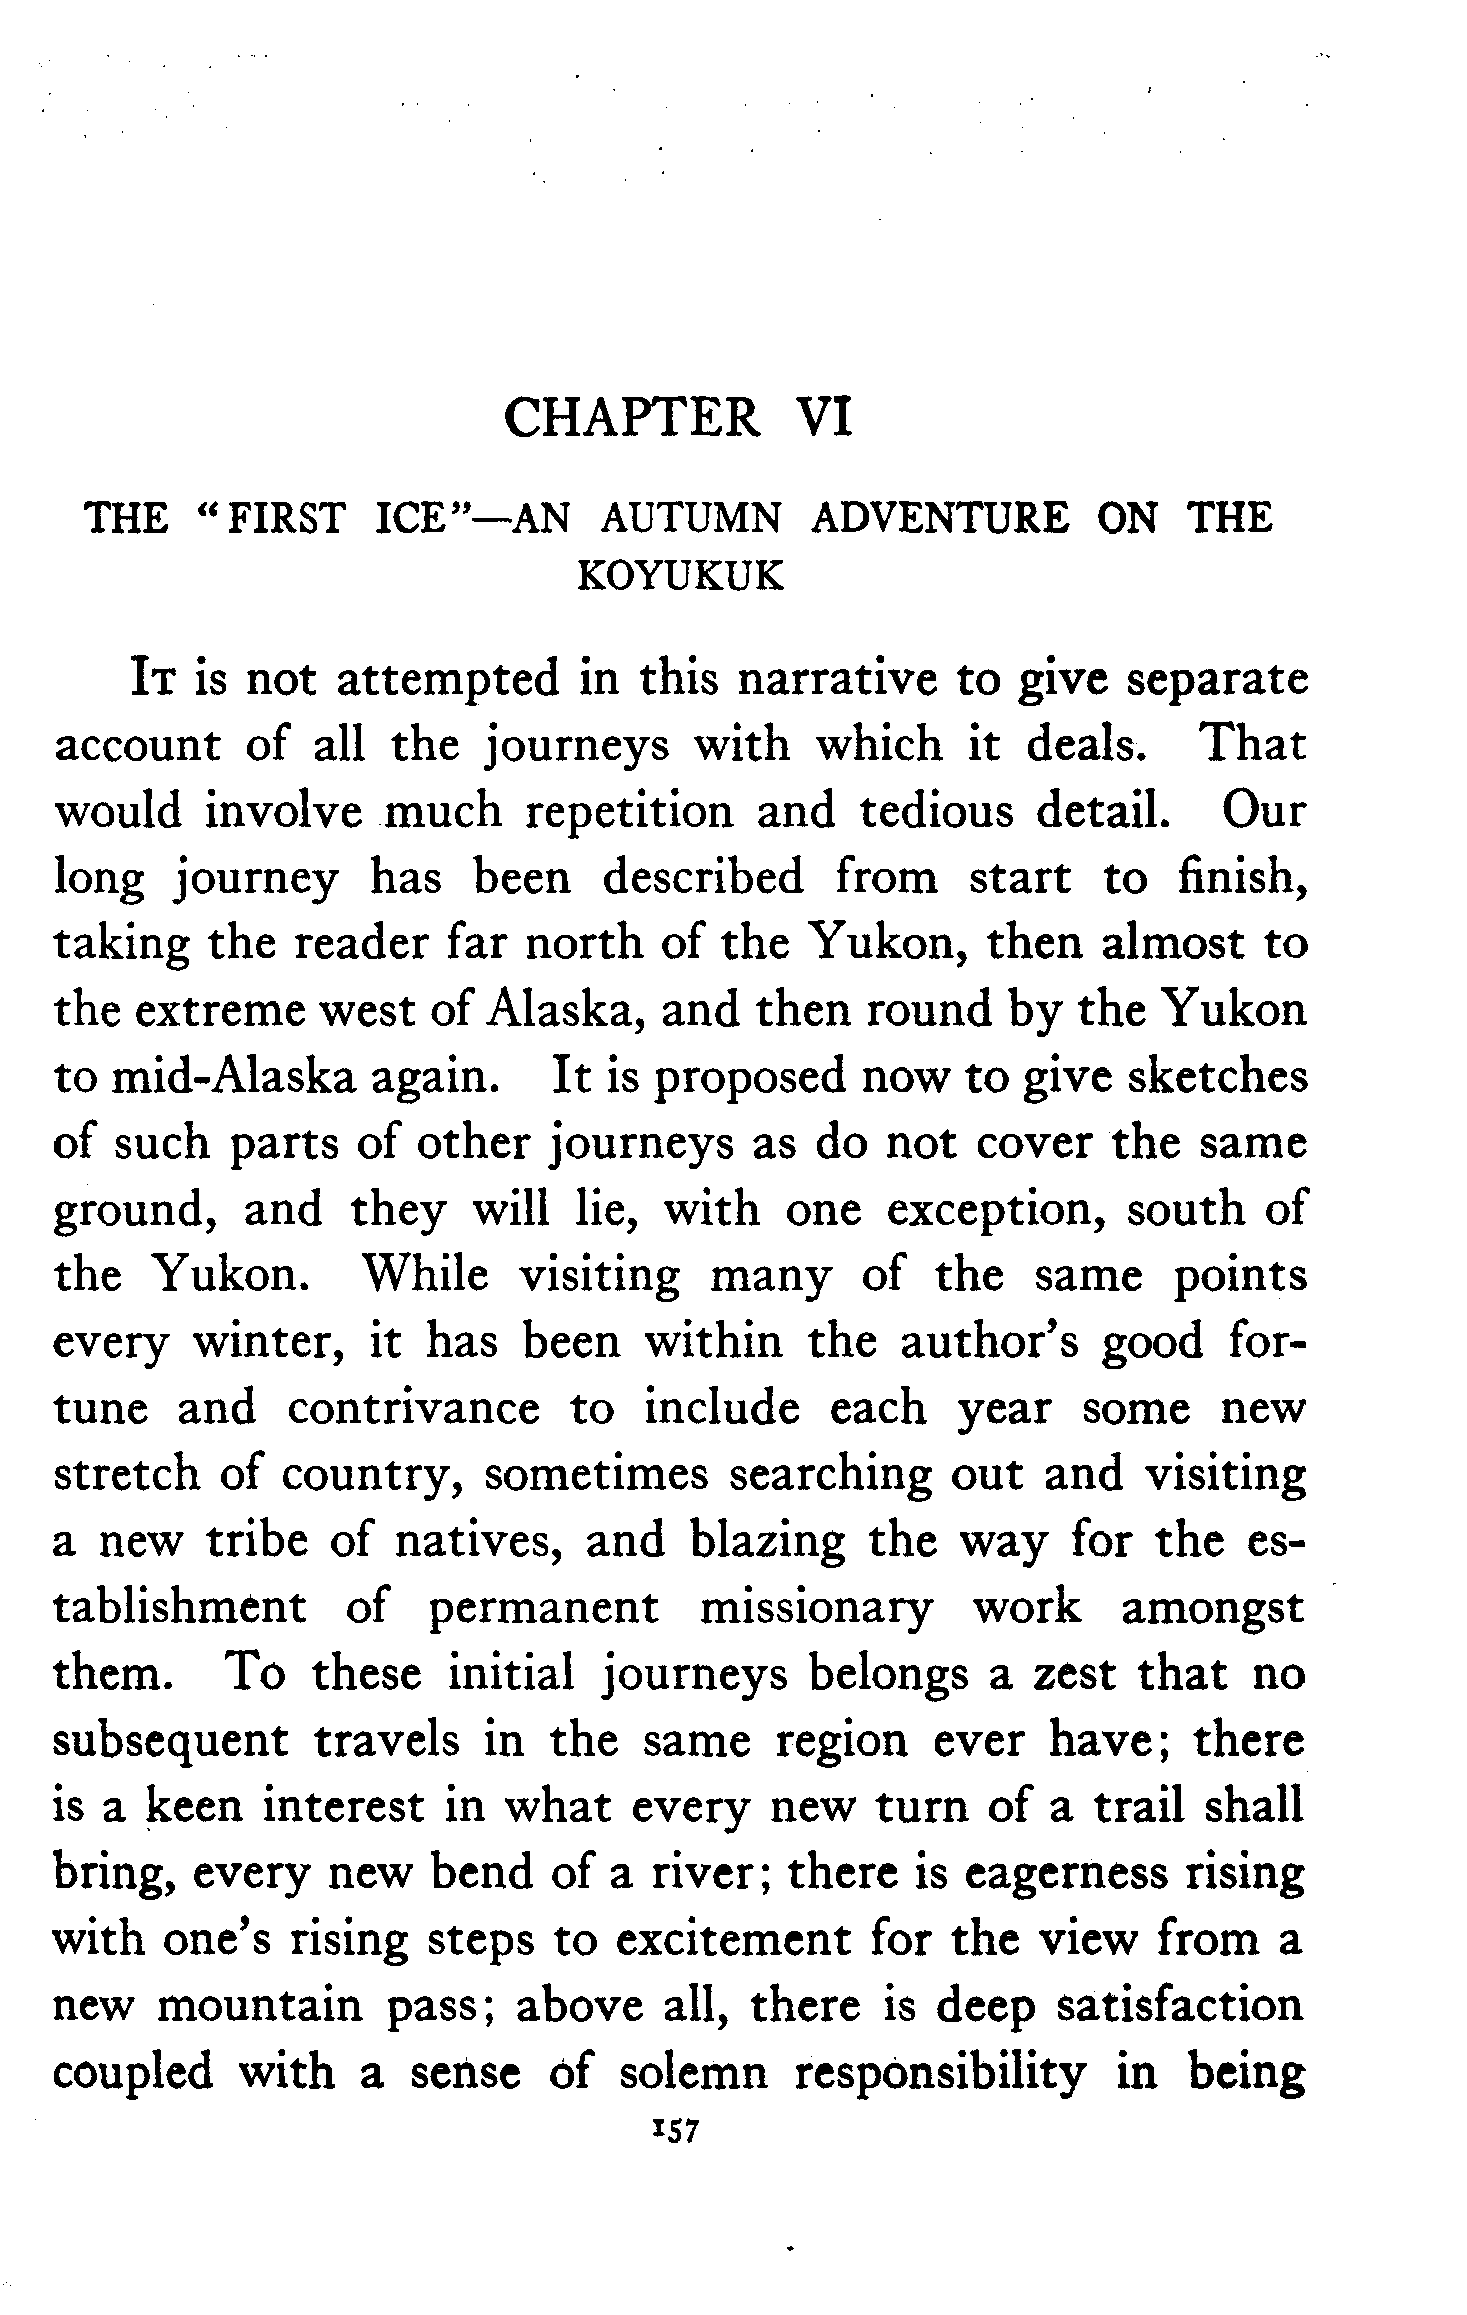 CHAPTER VI
THE "FIRST ICE"—AN AUTUMN ADVENTURE ON THE
KOYUKUK
IT is not attempted in this narrative to give separate
account of all the journeys with which it deals. That
would involve much repetition and tedious detail. Our
long journey has been described from start to finish,
taking the reader far north of the Yukon, then almost to
the extreme west of Alaska, and then round by the Yukon
to mid-Alaska again. It is proposed now to give sketches
of such parts of other journeys as do not cover the same
ground, and they will lie, with one exception, south of
the Yukon. While visiting many of the same points
every winter, it has been within the author's good for-
tune and contrivance to include each year some new
stretch of country, sometimes searching out and visiting
a new tribe of natives, and blazing the way for the es-
tablishment of permanent missionary work amongst
them. To these initial journeys belongs a zest that no
subsequent travels in the same region ever have; there
is a keen interest in what every new turn of a trail shall
bring, every new bend of a river; there is eagerness rising
with one's rising steps to excitement for the view from a
new mountain pass; above all, there is deep satisfaction
coupled with a sense of solemn responsibility in being
157